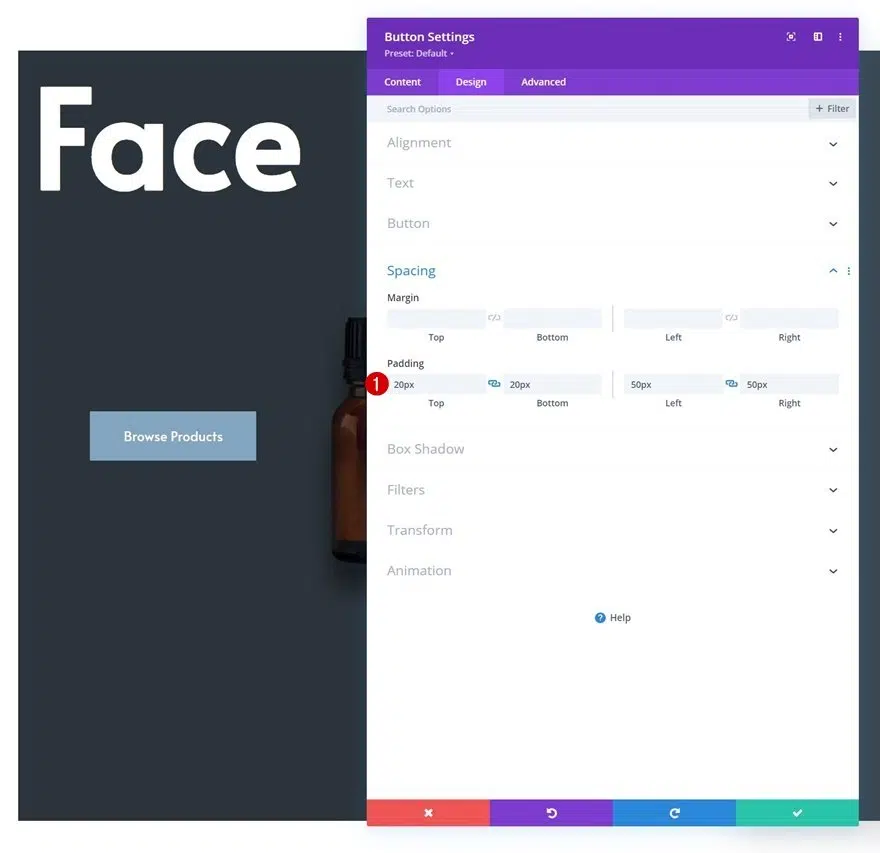 Face
Browse Products
Button Settings
Preset: Default
Content Design Advanced
Search Options + Filter
Alignment
Text
Button
Spacing
Margin
Top Bottom Left Right
Padding
1 20px 20px 50px 50px
Top Bottom Left Right
Box Shadow
Filters
Transform
Animation
? Help